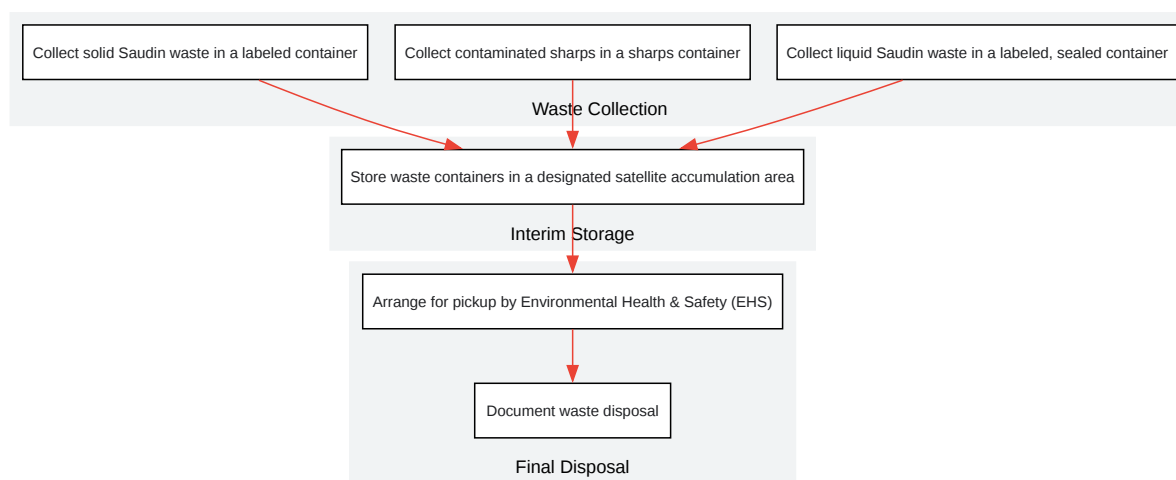 Collect solid Saudin waste in a labeled container
Collect contaminated sharps in a sharps container
Collect liquid Saudin waste in a labeled, sealed container
Waste Collection
Store waste containers in a designated satellite accumulation area
Interim Storage
Arrange for pickup by Environmental Health & Safety (EHS)
Document waste disposal
Final Disposal